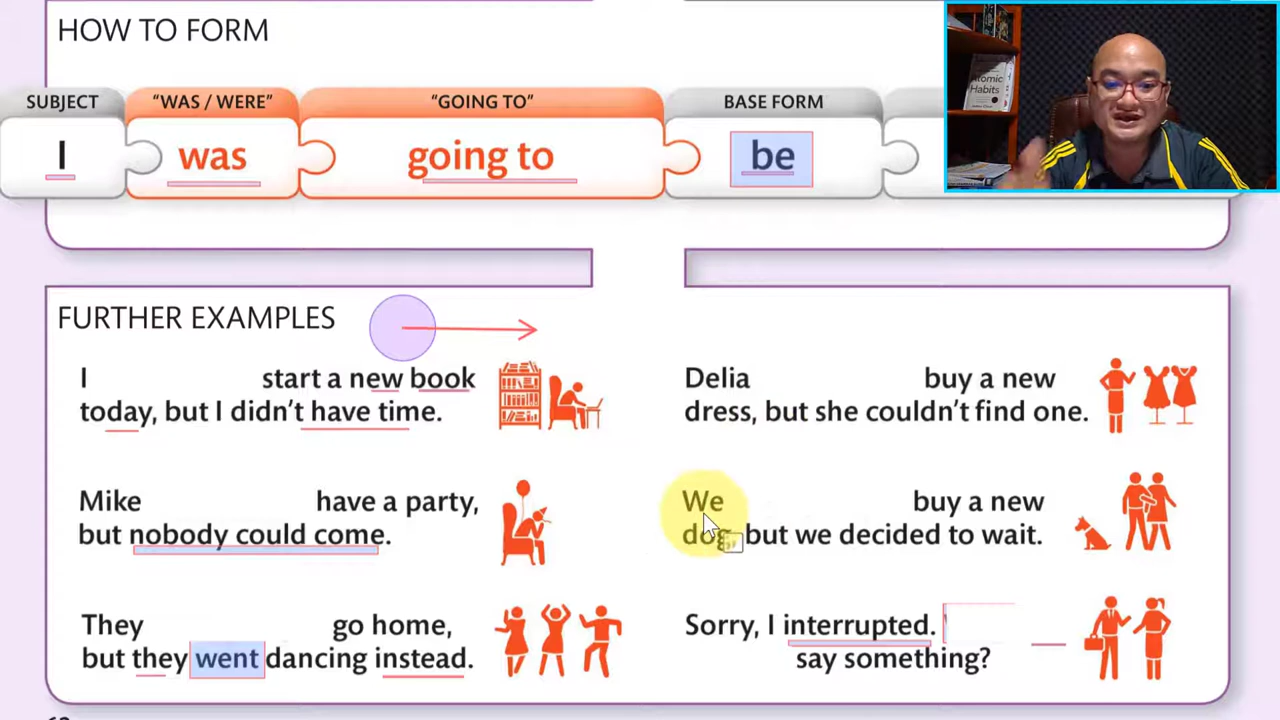 HOW TO FORM
SUBJECT "WAS / WERE" "GOING TO" BASE FORM
I was going to be
Atomic
Habits
FURTHER EXAMPLES
I start a new book
today, but I didn't have time.
Mike have a party,
but nobody could come.
They go home,
but they went dancing instead.
Delia buy a new
dress, but she couldn't find one.
We buy a new
dog, but we decided to wait.
Sorry, I interrupted.
say something?